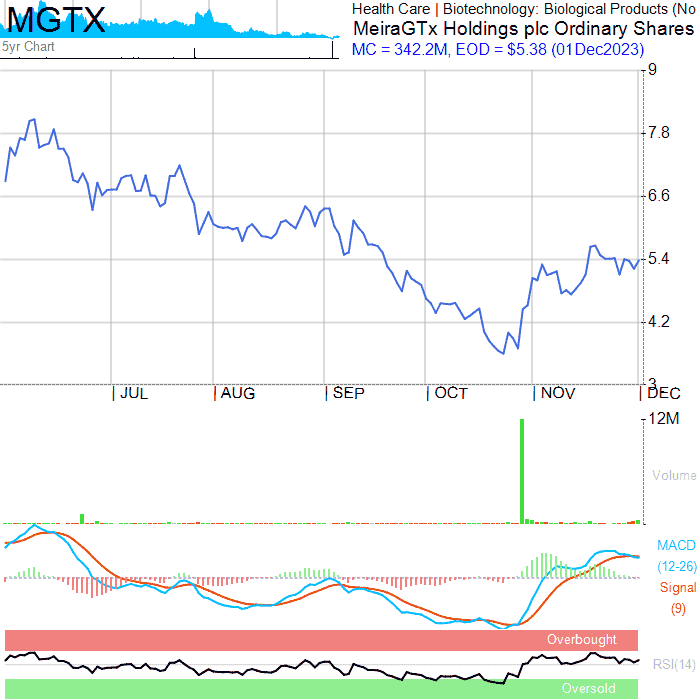 MGTX
Health Care | Biotechnology: Biological Products (No
MeiraGTx Holdings plc Ordinary Shares
5yr Chart
MC = 342.2M, EOD = $5.38 (01Dec2023)
9
7.8
6.6
5.4
4.2
3
JUL
AUG
SEP
OCT
NOV
DEC
12M
Volume
MACD
(12-26)
Signal
(9)
Overbought
RSI(14)
Oversold